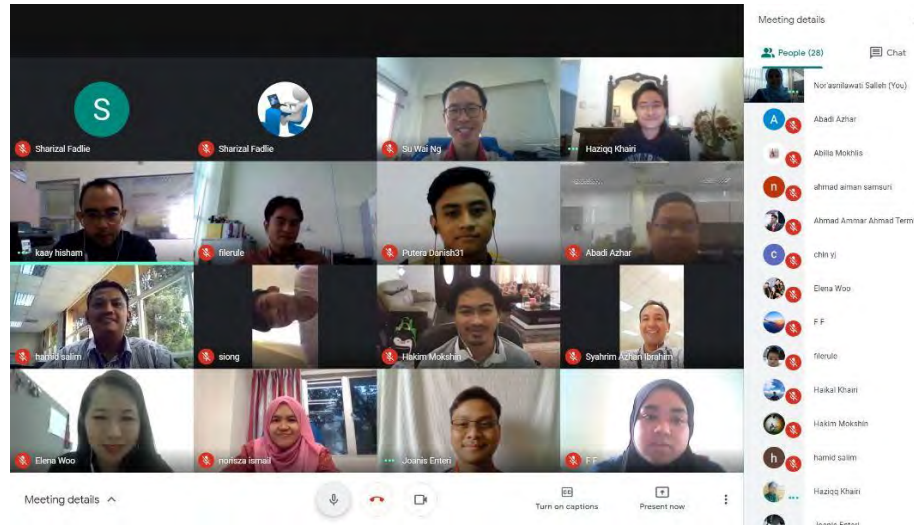 Meeting details
People (28)
Chat
S
Sharizal Fadlie
Sharizal Fadlie
Su Wai Ng
Haziqq Khairi
kaay hisham
filerule
Putera Danish31
Abadi Azhar
hamid salim
siong
Hakim Mokshin
Syahrim Azhan Ibrahim
Elena Woo
norisza ismail
Joanis Enteri
F F
Nor'asnilawati Salleh (You)
A
Abadi Azhar
Abilia Mokhlis
n
ahmad aiman samsuri
Ahmad Ammar Ahmad Term
c
chin yj
Elena Woo
F F
filerule
Haikal Khairi
Hakim Mokshin
h
hamid salim
Haziqq Khairi
Joanis Enteri
Meeting details
Turn on captions
Present now